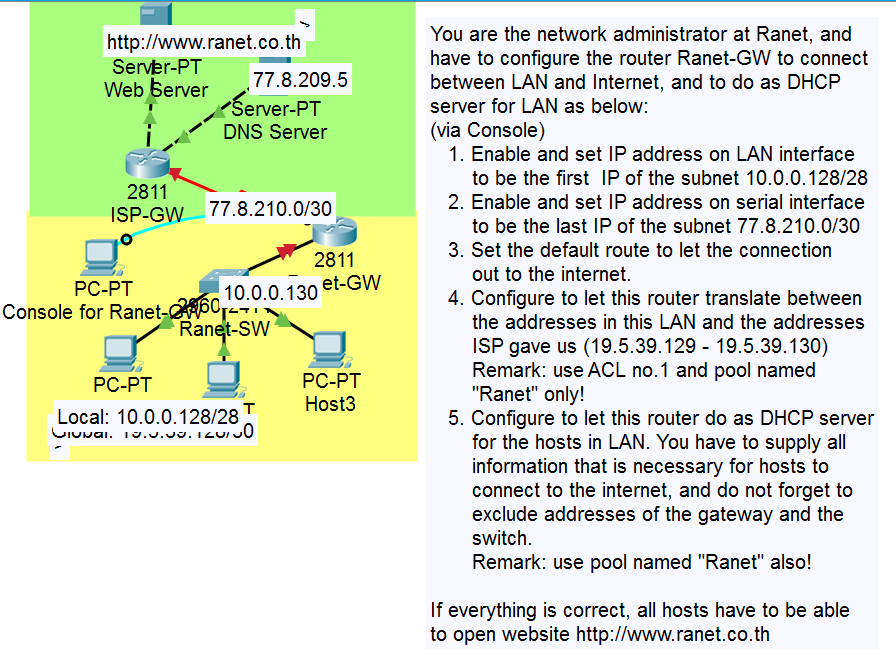 http://www.ranet.co.th
Server-PT
Web Server
77.8.209.5
Server-PT
DNS Server
2811
ISP-GW
77.8.210.0/30
2811
et-GW
PC-PT
Console for Ranet-GW
10.0.0.130
Ranet-SW
PC-PT
PC-PT
Host3
Local: 10.0.0.128/28
You are the network administrator at Ranet, and
have to configure the router Ranet-GW to connect
between LAN and Internet, and to do as DHCP
server for LAN as below:
(via Console)
1. Enable and set IP address on LAN interface
to be the first IP of the subnet 10.0.0.128/28
2. Enable and set IP address on serial interface
to be the last IP of the subnet 77.8.210.0/30
3. Set the default route to let the connection
out to the internet.
4. Configure to let this router translate between
the addresses in this LAN and the addresses
ISP gave us (19.5.39.129 - 19.5.39.130)
Remark: use ACL no.1 and pool named
"Ranet" only!
5. Configure to let this router do as DHCP server
for the hosts in LAN. You have to supply all
information that is necessary for hosts to
connect to the internet, and do not forget to
exclude addresses of the gateway and the
switch.
Remark: use pool named "Ranet" also!
If everything is correct, all hosts have to be able
to open website http://www.ranet.co.th